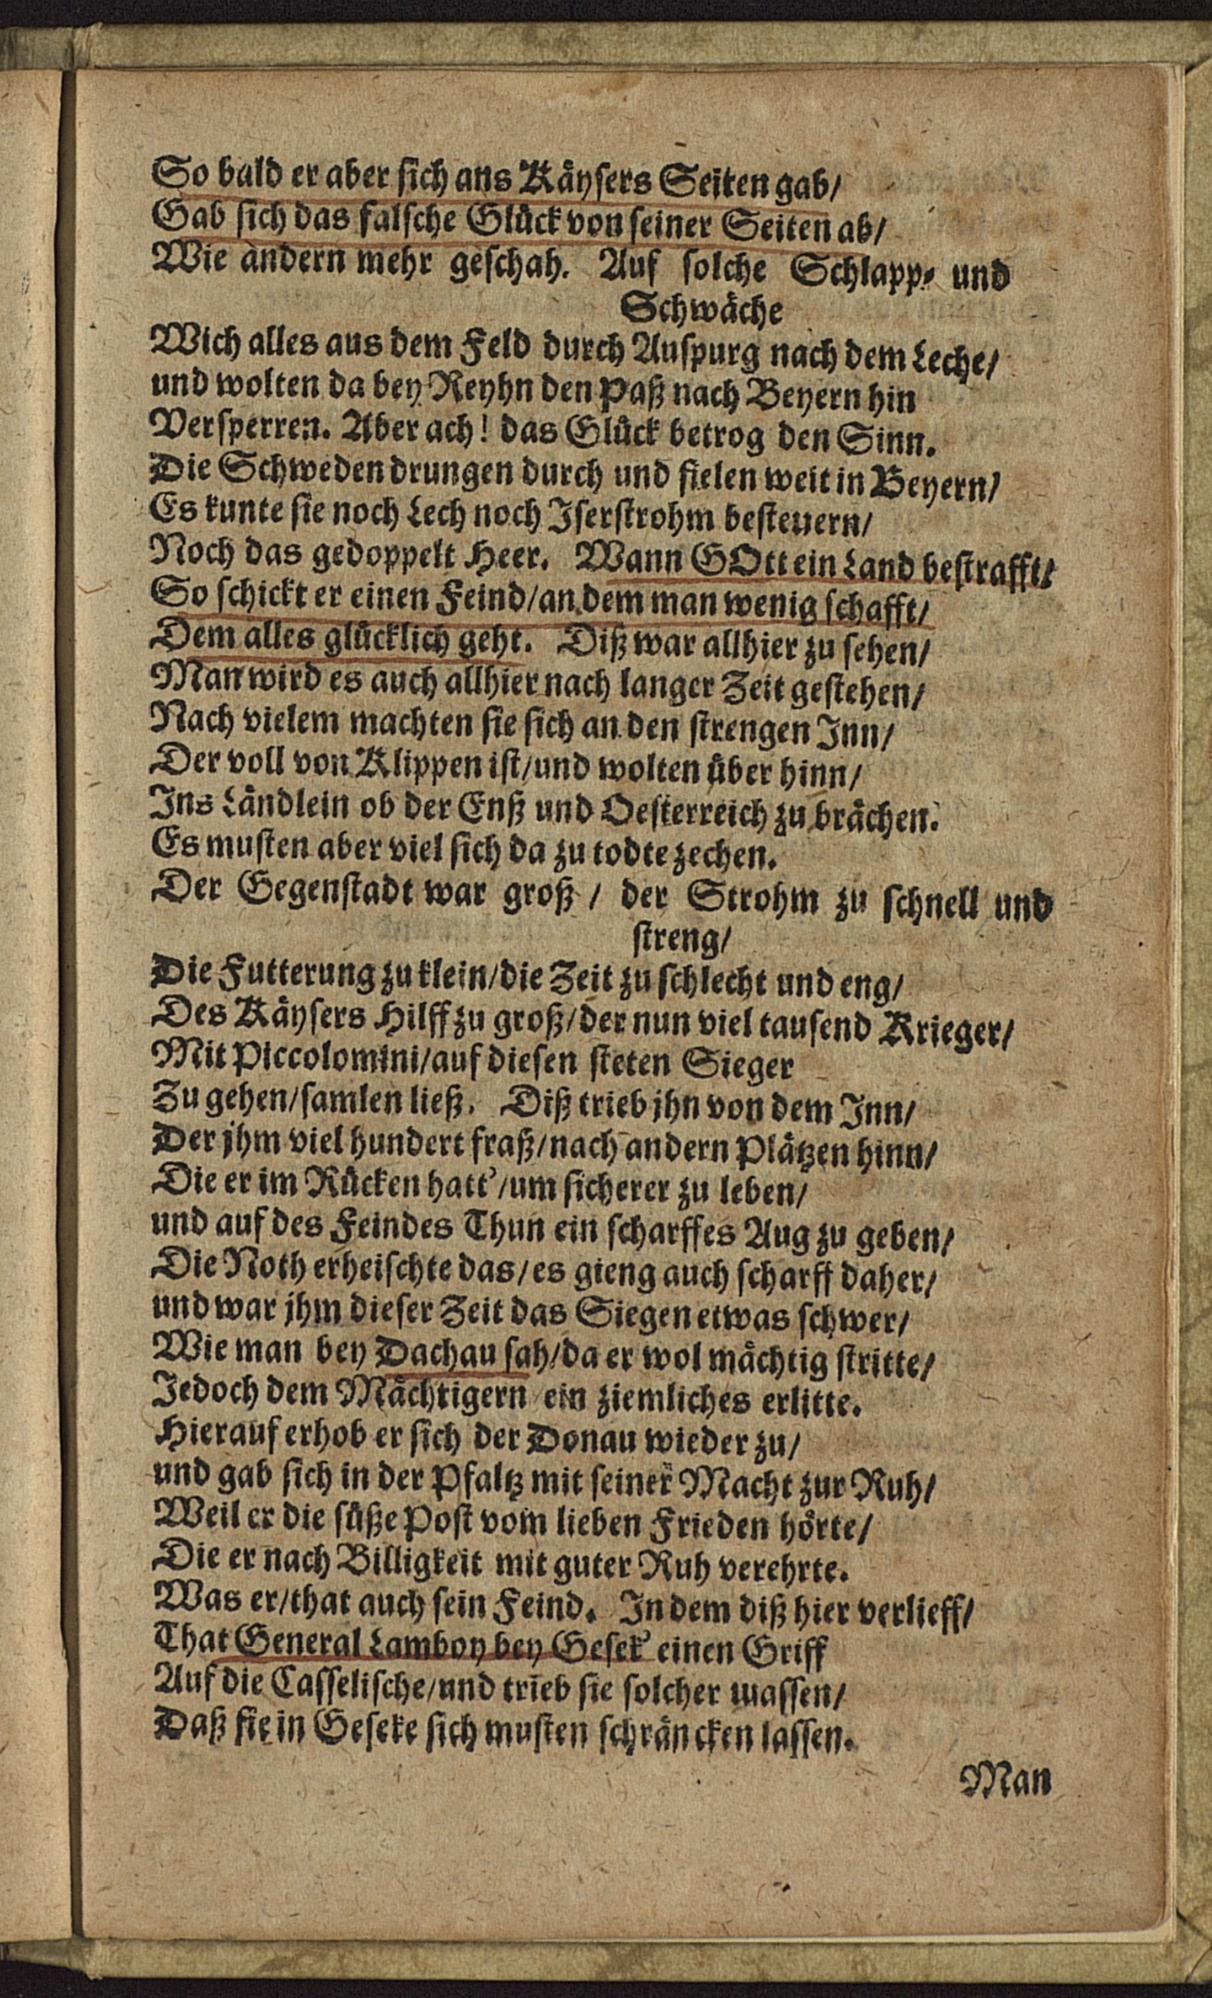 So bald er aber sich ans Käysers Seiten gab/
Gab sich das falsche Glück von seiner Seiten ab/
Wie andern mehr geschah. Auf solche Schlapp- und
Schwäche
Wich alles aus dem Feld durch Auspurg nach dem Leche/
und wolten da bey Reyhn den Paß nach Beyern hin
Versperren. Aber ach! das Glück betrog den Sinn.
Die Schweden drungen durch und fielen weit in Beyern/
Es kunte sie noch Lech noch Iserstrohm besteuern/
Noch das gedoppelt Heer. Wann GOtt ein Land bestrafft/
So schickt er einen Feind/an dem man wenig schafft/
Dem alles glücklich geht. Diß war allhier zu sehen/
Man wird es auch allhier nach langer Zeit gestehen/
Nach vielem machten sie sich an den strengen Inn/
Der voll von Klippen ist/und wolten über hinn/
Ins Ländlein ob der Enß und Oesterreich zu brächen.
Es musten aber viel sich da zu todte zechen.
Der Gegenstadt war groß / der Strohm zu schnell und
streng/
Die Futterung zu klein/die Zeit zu schlecht und eng/
Des Käysers Hilff zu groß/der nun viel tausend Krieger/
Mit Piccolomini/auf diesen steten Sieger
Zu gehen/samlen ließ. Diß trieb jhn von dem Inn/
Der jhm viel hundert fraß/nach andern Plätzen hinn/
Die er im Rücken hatt'/um sicherer zu leben/
und auf des Feindes Thun ein scharffes Aug zu geben/
Die Noth erheischte das/es gieng auch scharff daher/
und war jhm dieser Zeit das Siegen etwas schwer/
Wie man bey Dachau sah/da er wol mächtig stritte/
Jedoch dem Mächtigern ein ziemliches erlitte.
Hierauf erhob er sich der Donau wieder zu/
und gab sich in der Pfaltz mit seiner Macht zur Ruh/
Weil er die süße Post vom lieben Frieden hörte/
Die er nach Billigkeit mit guter Ruh verehrte.
Was er/that auch sein Feind. In dem diß hier verlieff/
That General Lamboy bey Gesek' einen Griff
Auf die Casselische/und trieb sie solcher massen/
Daß sie in Geseke sich musten schräncken lassen.
Man